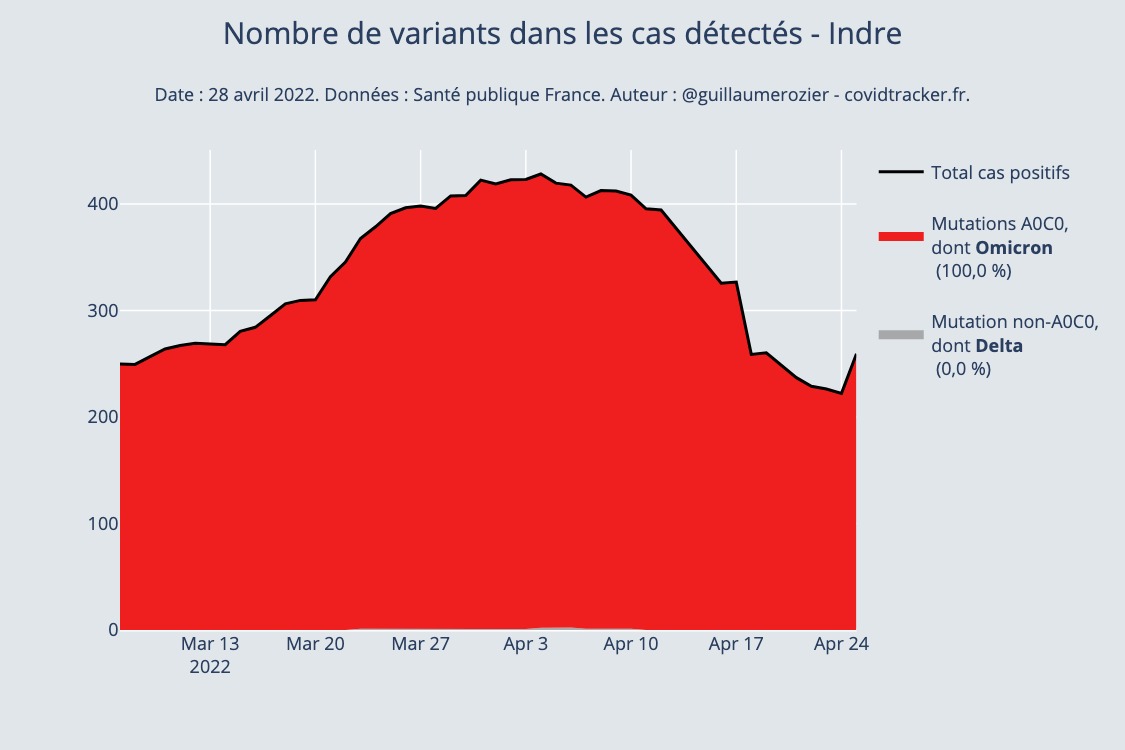 Nombre de variants dans les cas détectés - Indre
Date : 28 avril 2022. Données : Santé publique France. Auteur : @guillaumerozier - covidtracker.fr.
Total cas positifs
Mutations A0C0,
dont Omicron
(100,0 %)
Mutation non-A0C0,
dont Delta
(0,0 %)
400
300
200
100
0
Mar 13
2022
Mar 20
Mar 27
Apr 3
Apr 10
Apr 17
Apr 24